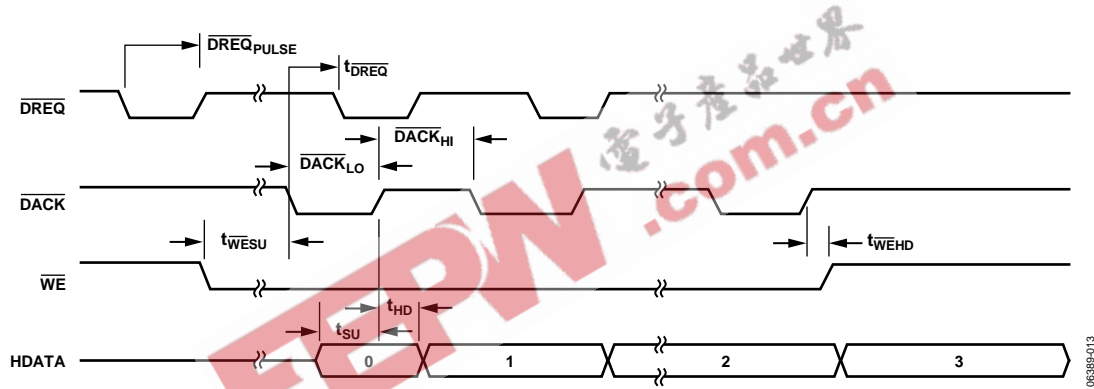 DREQPULSE
tDREQ
DREQ
DACKHI
DACKLO
DACK
tWESU
tWEHD
WE
tHD
tSU
HDATA
0
1
2
3
06389-013
EEPW
.com.cn
電子產品世界